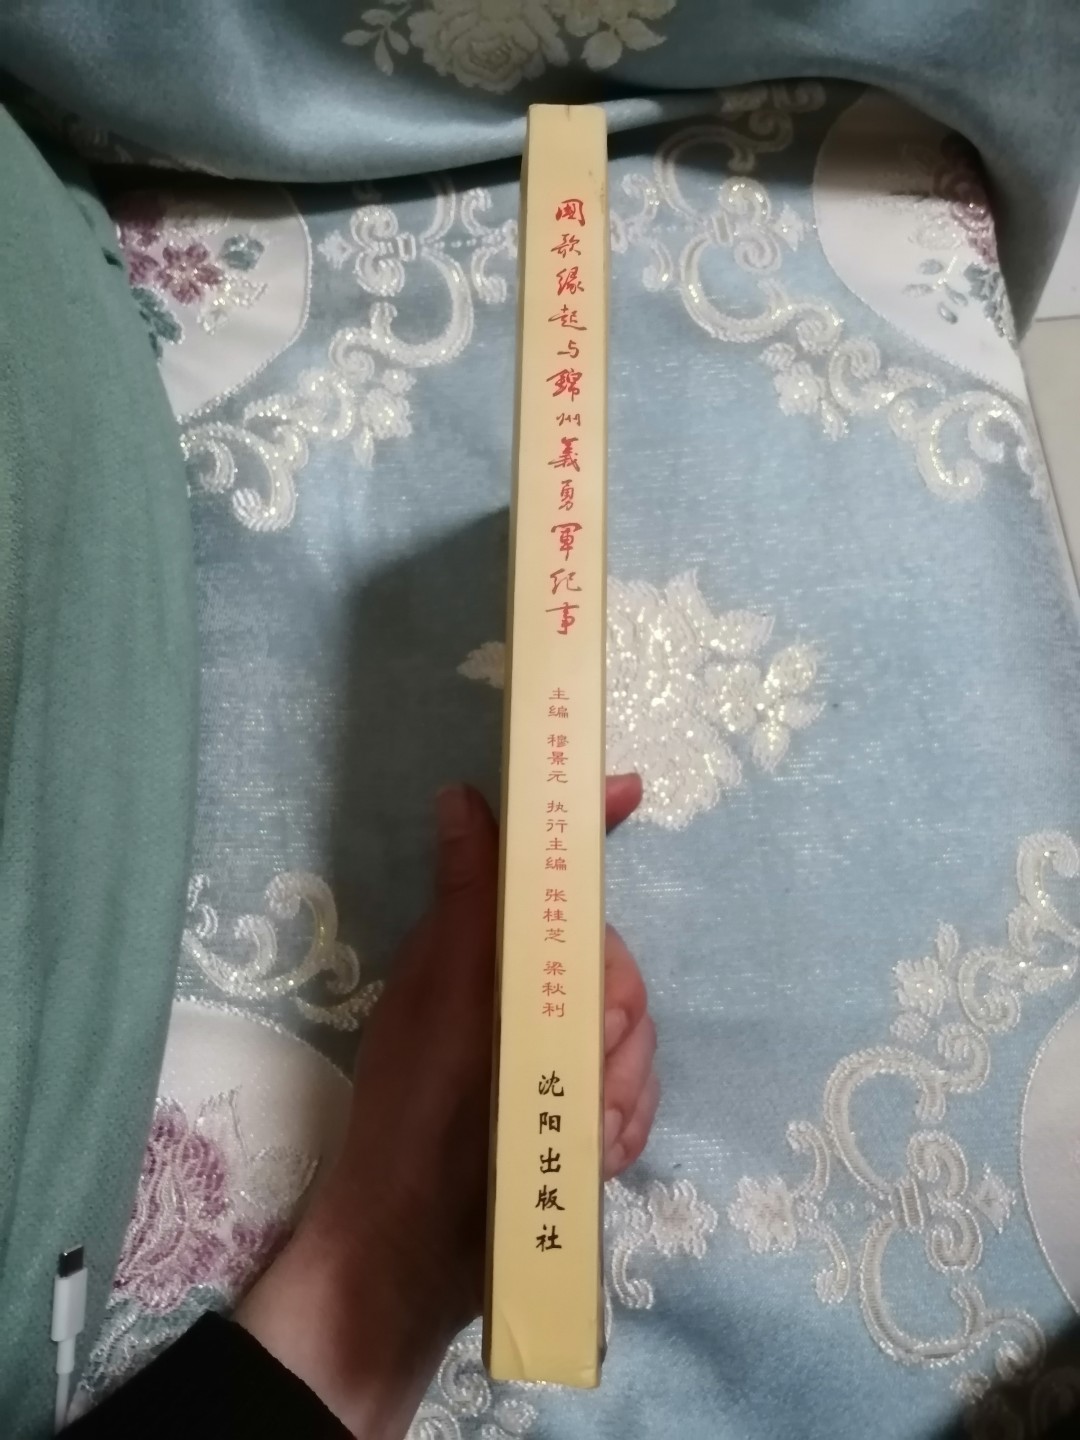 國歌緣起与錦州義勇軍纪事
主编 穆景元 执行主编 张桂芝 梁秋利
沈阳出版社